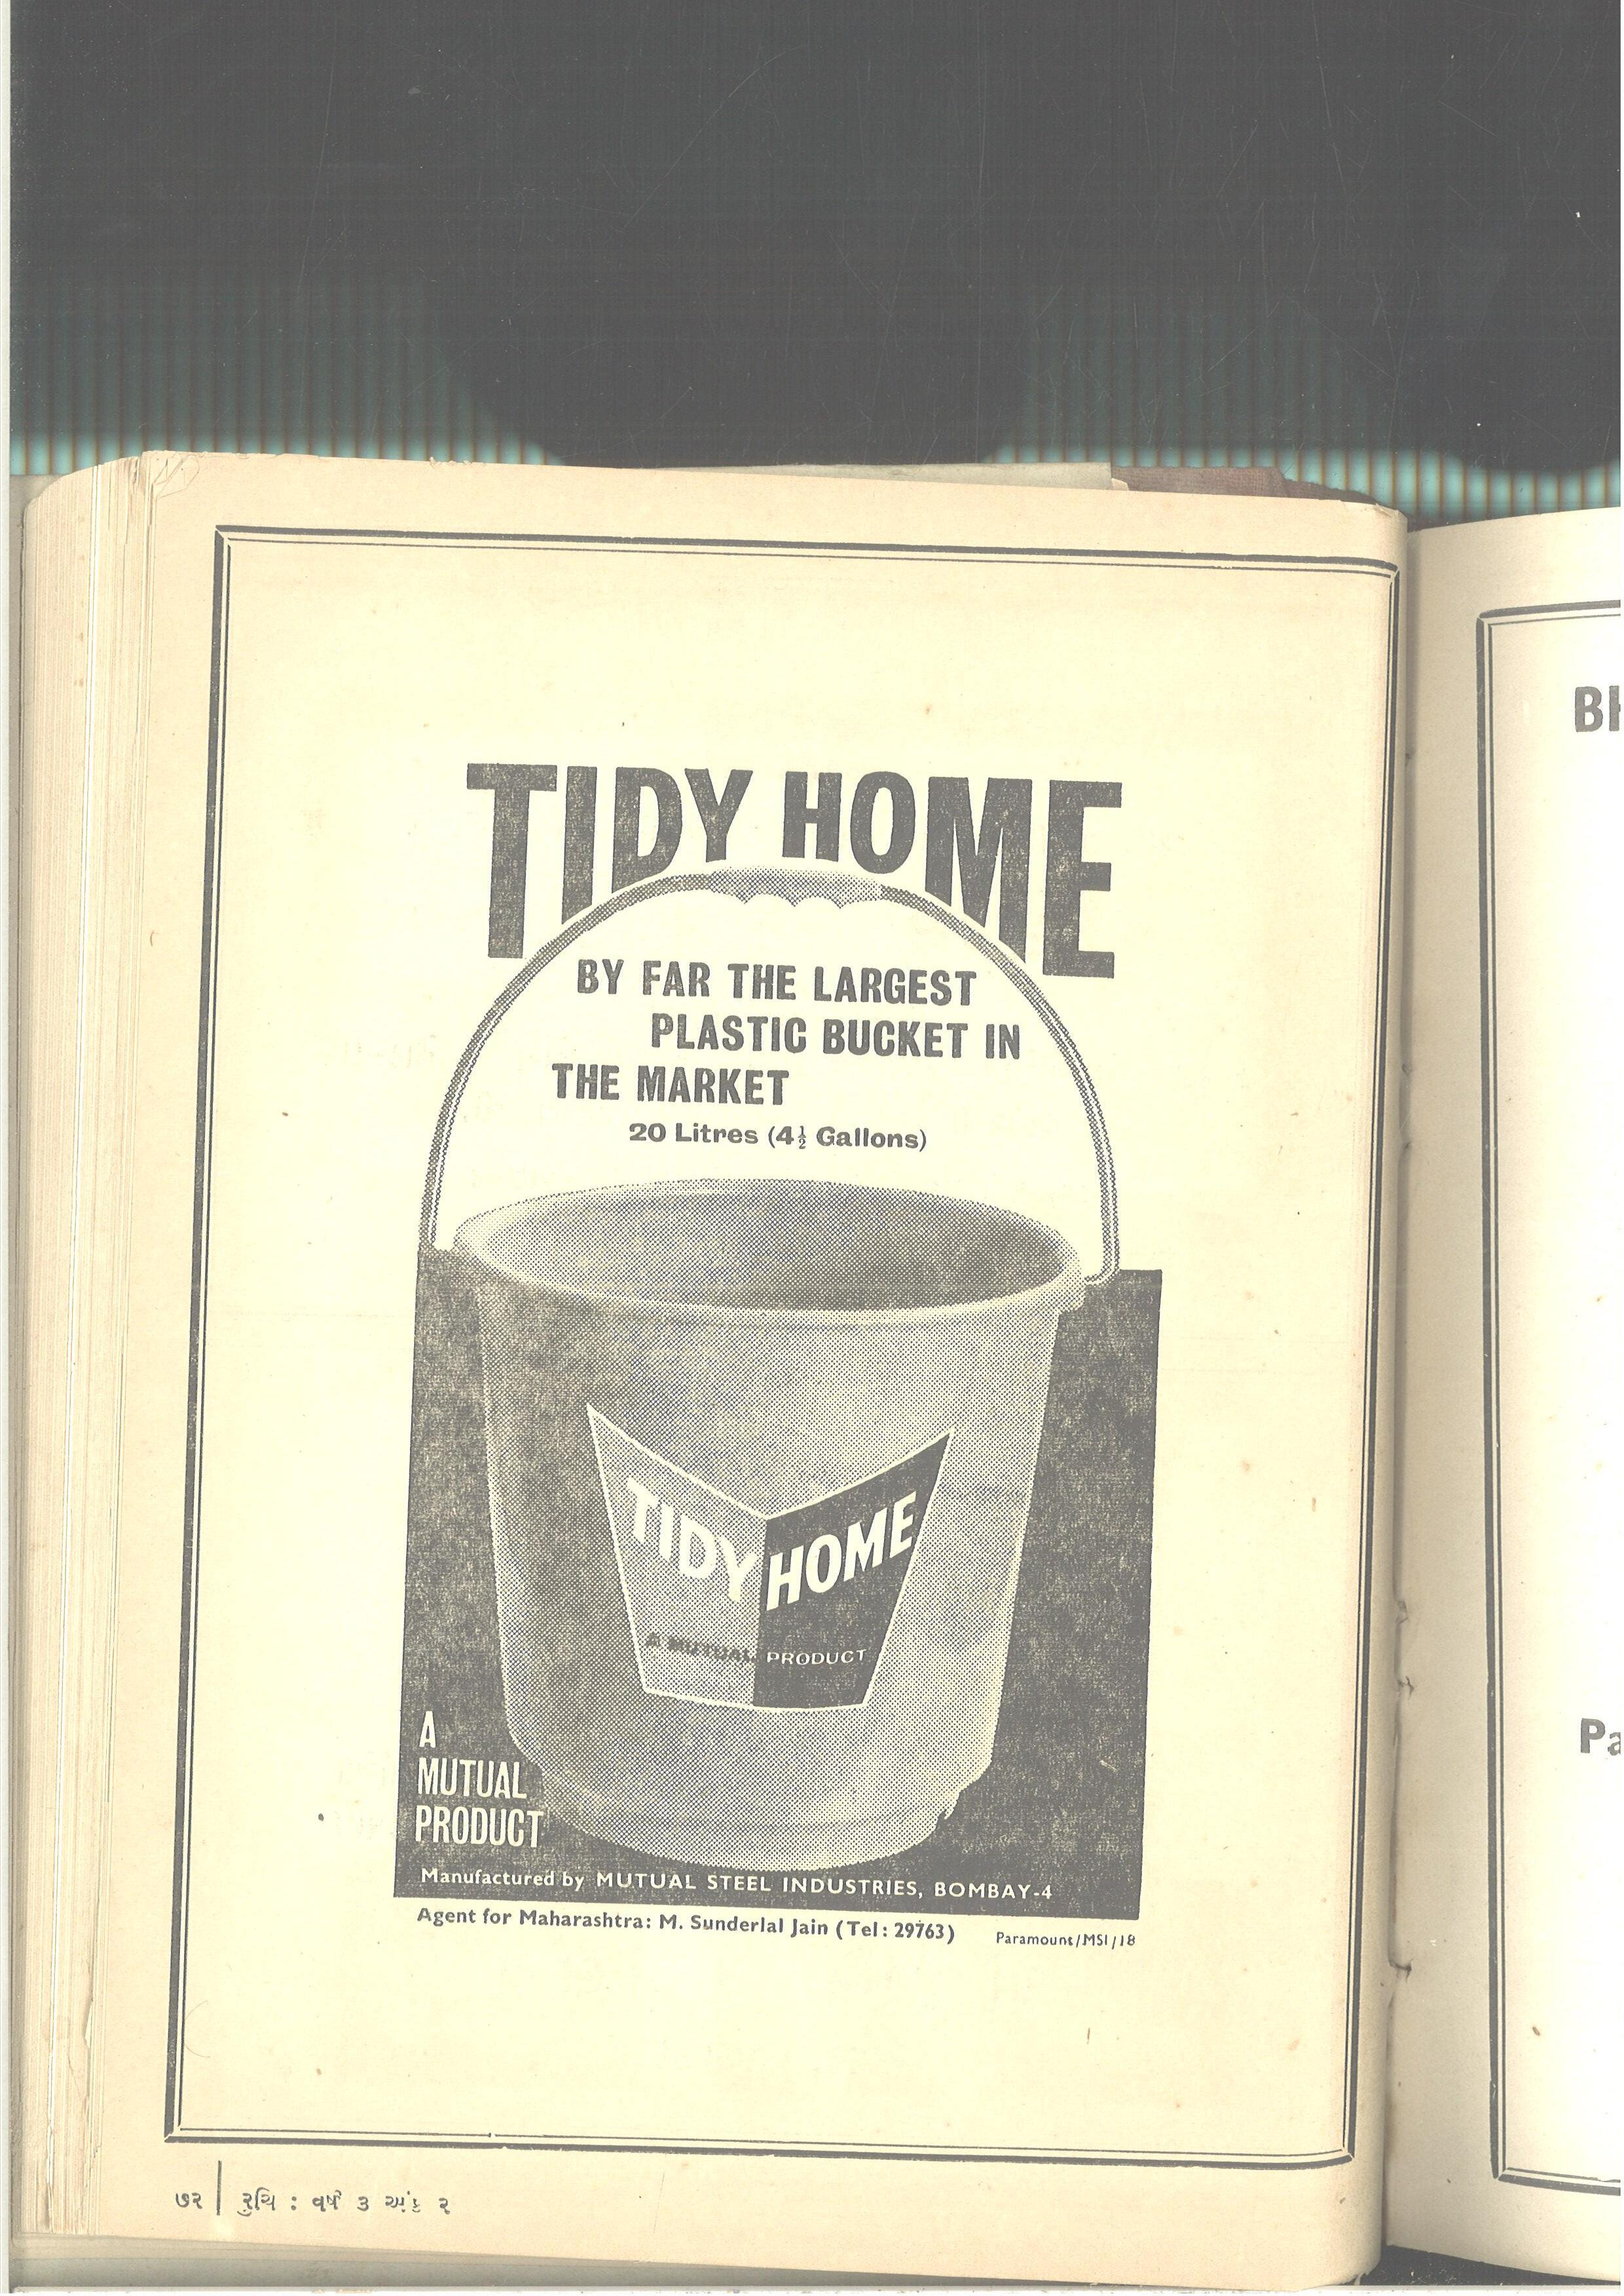 TIDY HOME
BY FAR THE LARGEST
PLASTIC BUCKET IN
THE MARKET
20 Litres (4½ Gallons)
TIDY HOME
A MUTUAL PRODUCT
A
MUTUAL
PRODUCT
Manufactured by MUTUAL STEEL INDUSTRIES, BOMBAY-4
Agent for Maharashtra: M. Sunderlal Jain (Tel: 29763)
Paramount/MSI/18
૭૨ | રુચિ : વર્ષ ૩ અંક ૨